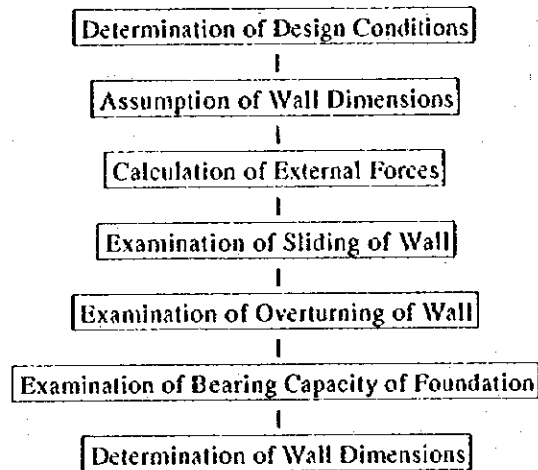 Determination of Design Conditions
Assumption of Wall Dimensions
Calculation of External Forces
Examination of Sliding of Wall
Examination of Overturning of Wall
Examination of Bearing Capacity of Foundation
Determination of Wall Dimensions